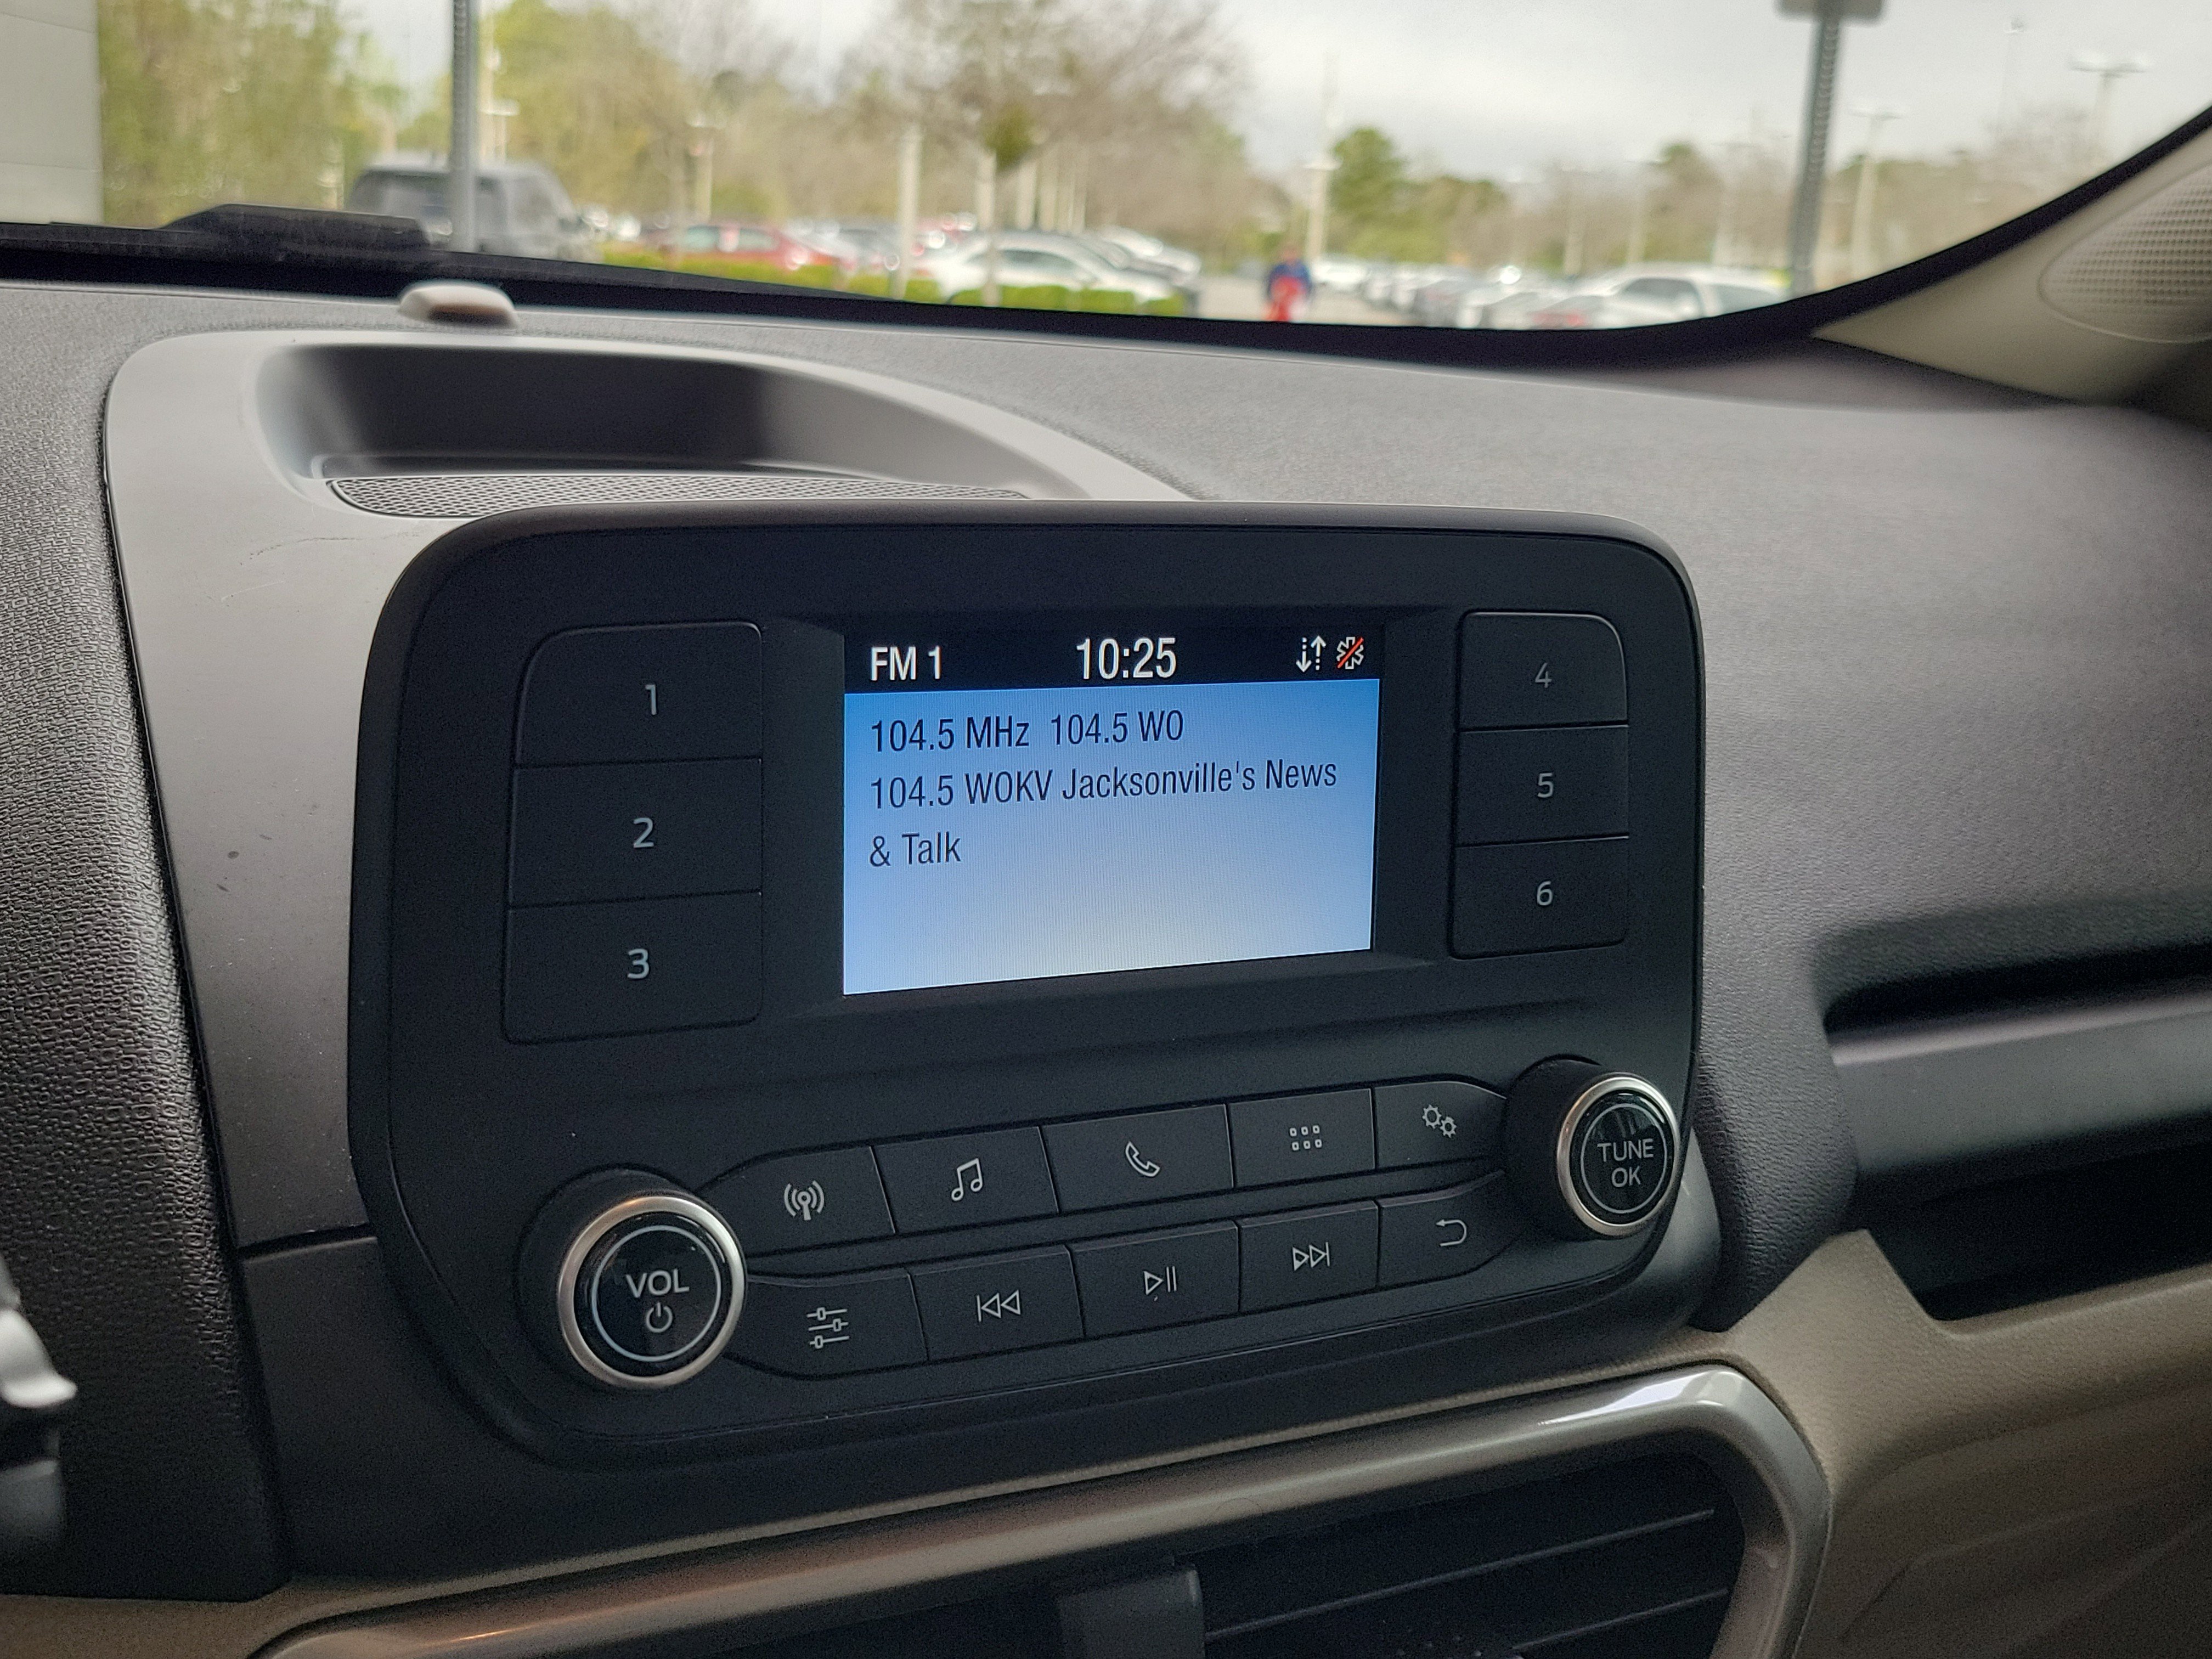 FM 1 10:25
104.5 MHz 104.5 WO
104.5 WOKV Jacksonville's News
& Talk
1
2
3
4
5
6
VOL
TUNE
OK